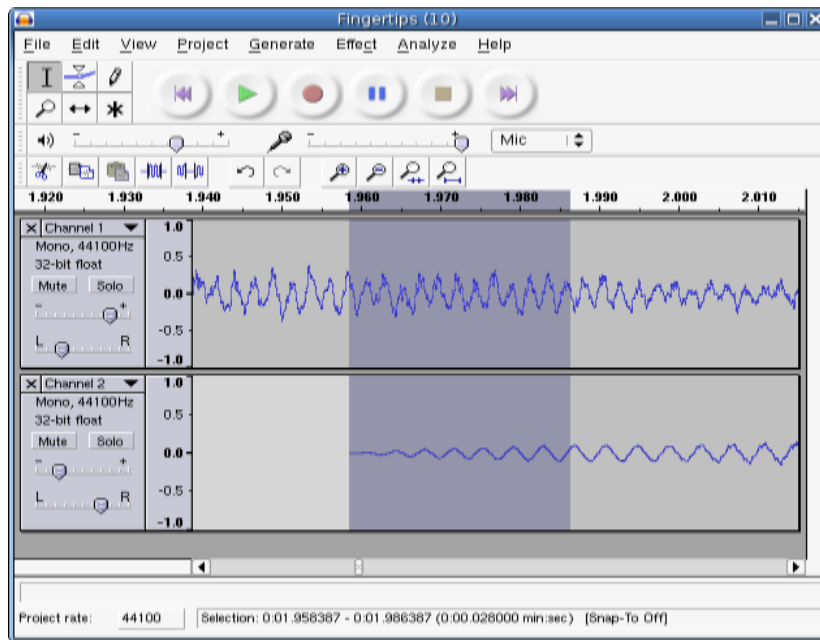 Fingertips (10)
File Edit View Project Generate Effect Analyze Help
Mic
1.920 1.930 1.940 1.950 1.960 1.970 1.980 1.990 2.000 2.010
Channel 1
Mono, 44100Hz
32-bit float
Mute Solo
- +
L R
1.0
0.5
0.0
-0.5
-1.0
Channel 2
Mono, 44100Hz
32-bit float
Mute Solo
- +
L R
1.0
0.5
0.0
-0.5
-1.0
Project rate: 44100 Selection: 0:01.958387 - 0:01.986387 (0:00.028000 min:sec) [Snap-To Off]